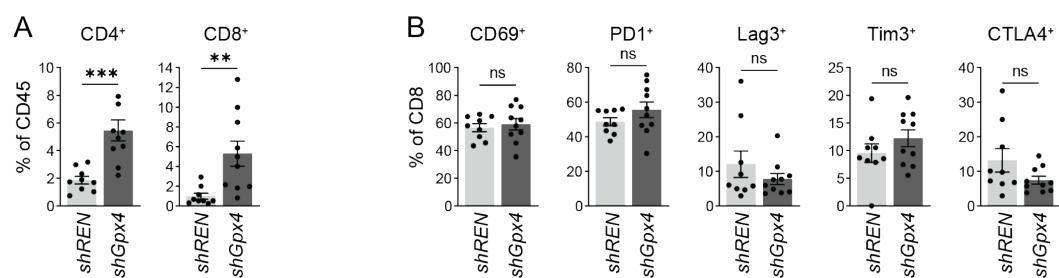 A
B
CD4⁺
CD8⁺
CD69⁺
PD1⁺
Lag3⁺
Tim3⁺
CTLA4⁺
***
**
ns
ns
ns
ns
ns
% of CD45
10
8
6
4
2
0
14
12
10
8
6
4
2
0
% of CD8
100
80
60
40
20
0
80
60
40
20
0
40
30
20
10
0
25
20
15
10
5
0
40
30
20
10
0
shREN
shGpx4
shREN
shGpx4
shREN
shGpx4
shREN
shGpx4
shREN
shGpx4
shREN
shGpx4
shREN
shGpx4